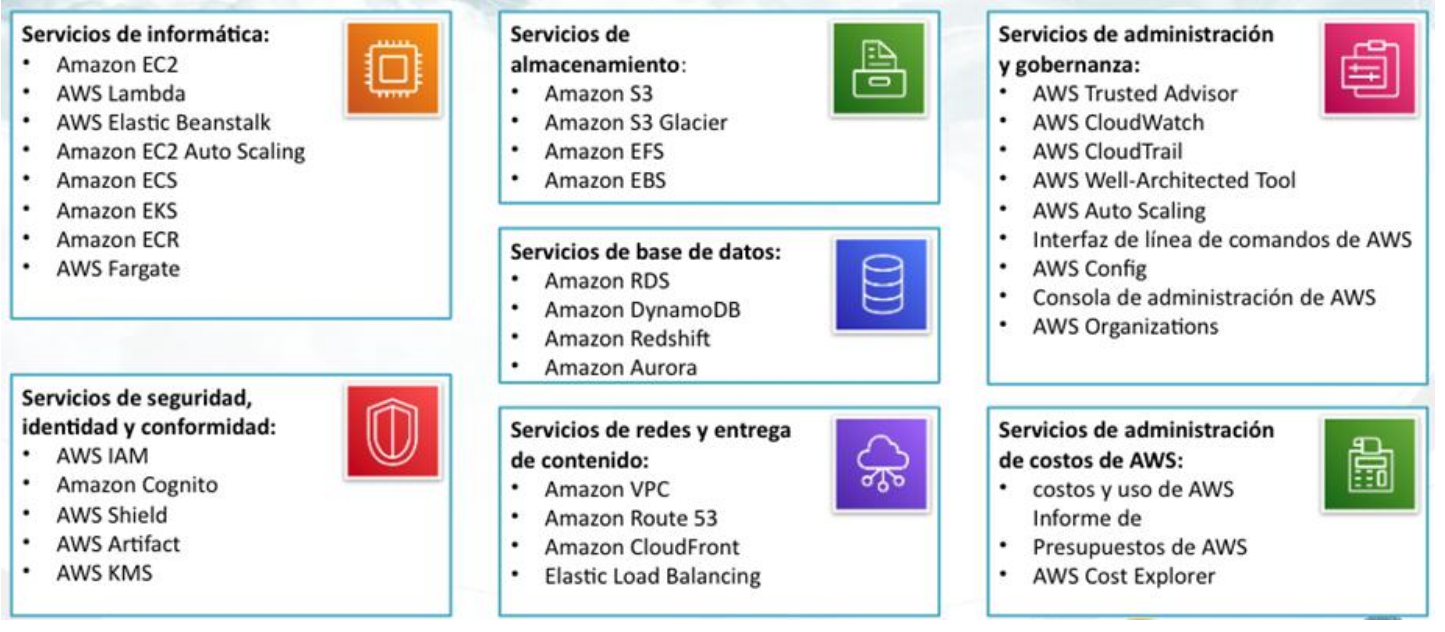 Servicios de informática:
• Amazon EC2
• AWS Lambda
• AWS Elastic Beanstalk
• Amazon EC2 Auto Scaling
• Amazon ECS
• Amazon EKS
• Amazon ECR
• AWS Fargate
Servicios de seguridad,
identidad y conformidad:
• AWS IAM
• Amazon Cognito
• AWS Shield
• AWS Artifact
• AWS KMS
Servicios de
almacenamiento:
• Amazon S3
• Amazon S3 Glacier
• Amazon EFS
• Amazon EBS
Servicios de base de datos:
• Amazon RDS
• Amazon DynamoDB
• Amazon Redshift
• Amazon Aurora
Servicios de redes y entrega
de contenido:
• Amazon VPC
• Amazon Route 53
• Amazon CloudFront
• Elastic Load Balancing
Servicios de administración
y gobernanza:
• AWS Trusted Advisor
• AWS CloudWatch
• AWS CloudTrail
• AWS Well-Architected Tool
• AWS Auto Scaling
• Interfaz de línea de comandos de AWS
• AWS Config
• Consola de administración de AWS
• AWS Organizations
Servicios de administración
de costos de AWS:
• costos y uso de AWS
Informe de
• Presupuestos de AWS
• AWS Cost Explorer